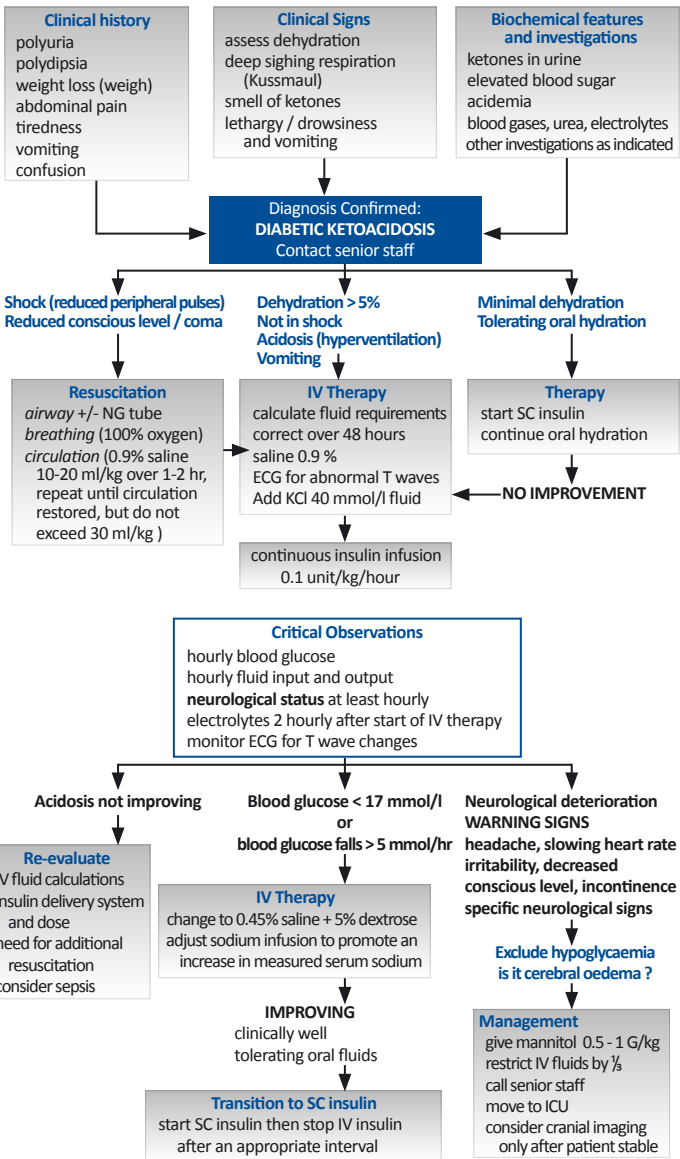 Clinical history
polyuria
polydipsia
weight loss (weigh)
abdominal pain
tiredness
vomiting
confusion
Clinical Signs
assess dehydration
deep sighing respiration
(Kussmaul)
smell of ketones
lethargy / drowsiness
and vomiting
Biochemical features
and investigations
ketones in urine
elevated blood sugar
acidemia
blood gases, urea, electrolytes
other investigations as indicated
Diagnosis Confirmed:
DIABETIC KETOACIDOSIS
Contact senior staff
Shock (reduced peripheral pulses)
Reduced conscious level / coma
Dehydration > 5%
Not in shock
Acidosis (hyperventilation)
Vomiting
Minimal dehydration
Tolerating oral hydration
Resuscitation
airway +/- NG tube
breathing (100% oxygen)
circulation (0.9% saline
10-20 ml/kg over 1-2 hr,
repeat until circulation
restored, but do not
exceed 30 ml/kg )
IV Therapy
calculate fluid requirements
correct over 48 hours
saline 0.9 %
ECG for abnormal T waves
Add KCl 40 mmol/l fluid
Therapy
start SC insulin
continue oral hydration
NO IMPROVEMENT
continuous insulin infusion
0.1 unit/kg/hour
Critical Observations
hourly blood glucose
hourly fluid input and output
neurological status at least hourly
electrolytes 2 hourly after start of IV therapy
monitor ECG for T wave changes
Acidosis not improving
Blood glucose < 17 mmol/l
or
blood glucose falls > 5 mmol/hr
Neurological deterioration
WARNING SIGNS
headache, slowing heart rate
irritability, decreased
conscious level, incontinence
specific neurological signs
Re-evaluate
V fluid calculations
nsulin delivery system
and dose
need for additional
resuscitation
consider sepsis
IV Therapy
change to 0.45% saline + 5% dextrose
adjust sodium infusion to promote an
increase in measured serum sodium
Exclude hypoglycaemia
is it cerebral oedema ?
IMPROVING
clinically well
tolerating oral fluids
Management
give mannitol 0.5 - 1 G/kg
restrict IV fluids by ⅓
call senior staff
move to ICU
consider cranial imaging
only after patient stable
Transition to SC insulin
start SC insulin then stop IV insulin
after an appropriate interval